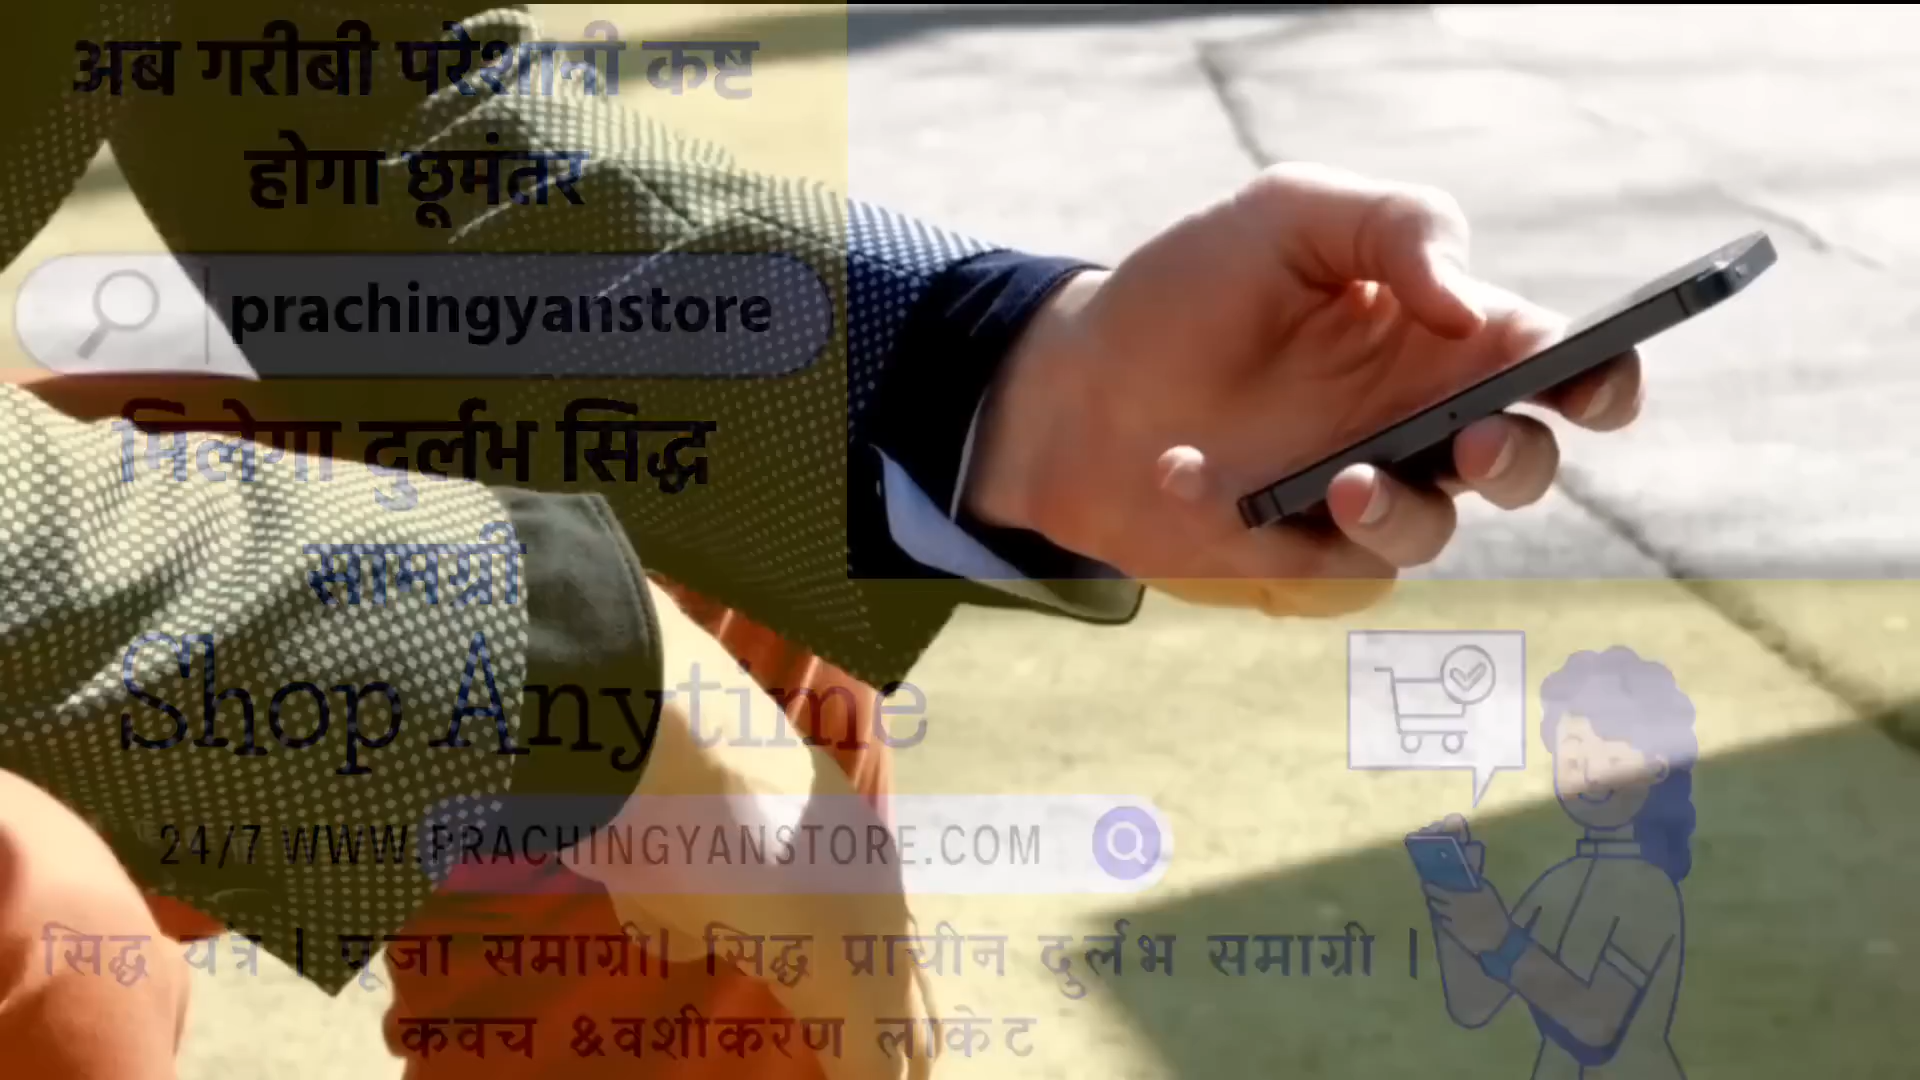 अब गरीबी परेशानी कष्ट
होगा छूमंतर
prachingyanstore
मिलेगा दुर्लभ सिद्ध
सामग्री
Shop Anytime
24/7 WWW.PRACHINGYANSTORE.COM
सिद्ध यंत्र | पूजा समाग्री| सिद्ध प्राचीन दुर्लभ समाग्री |
कवच &वशीकरण लाकेट